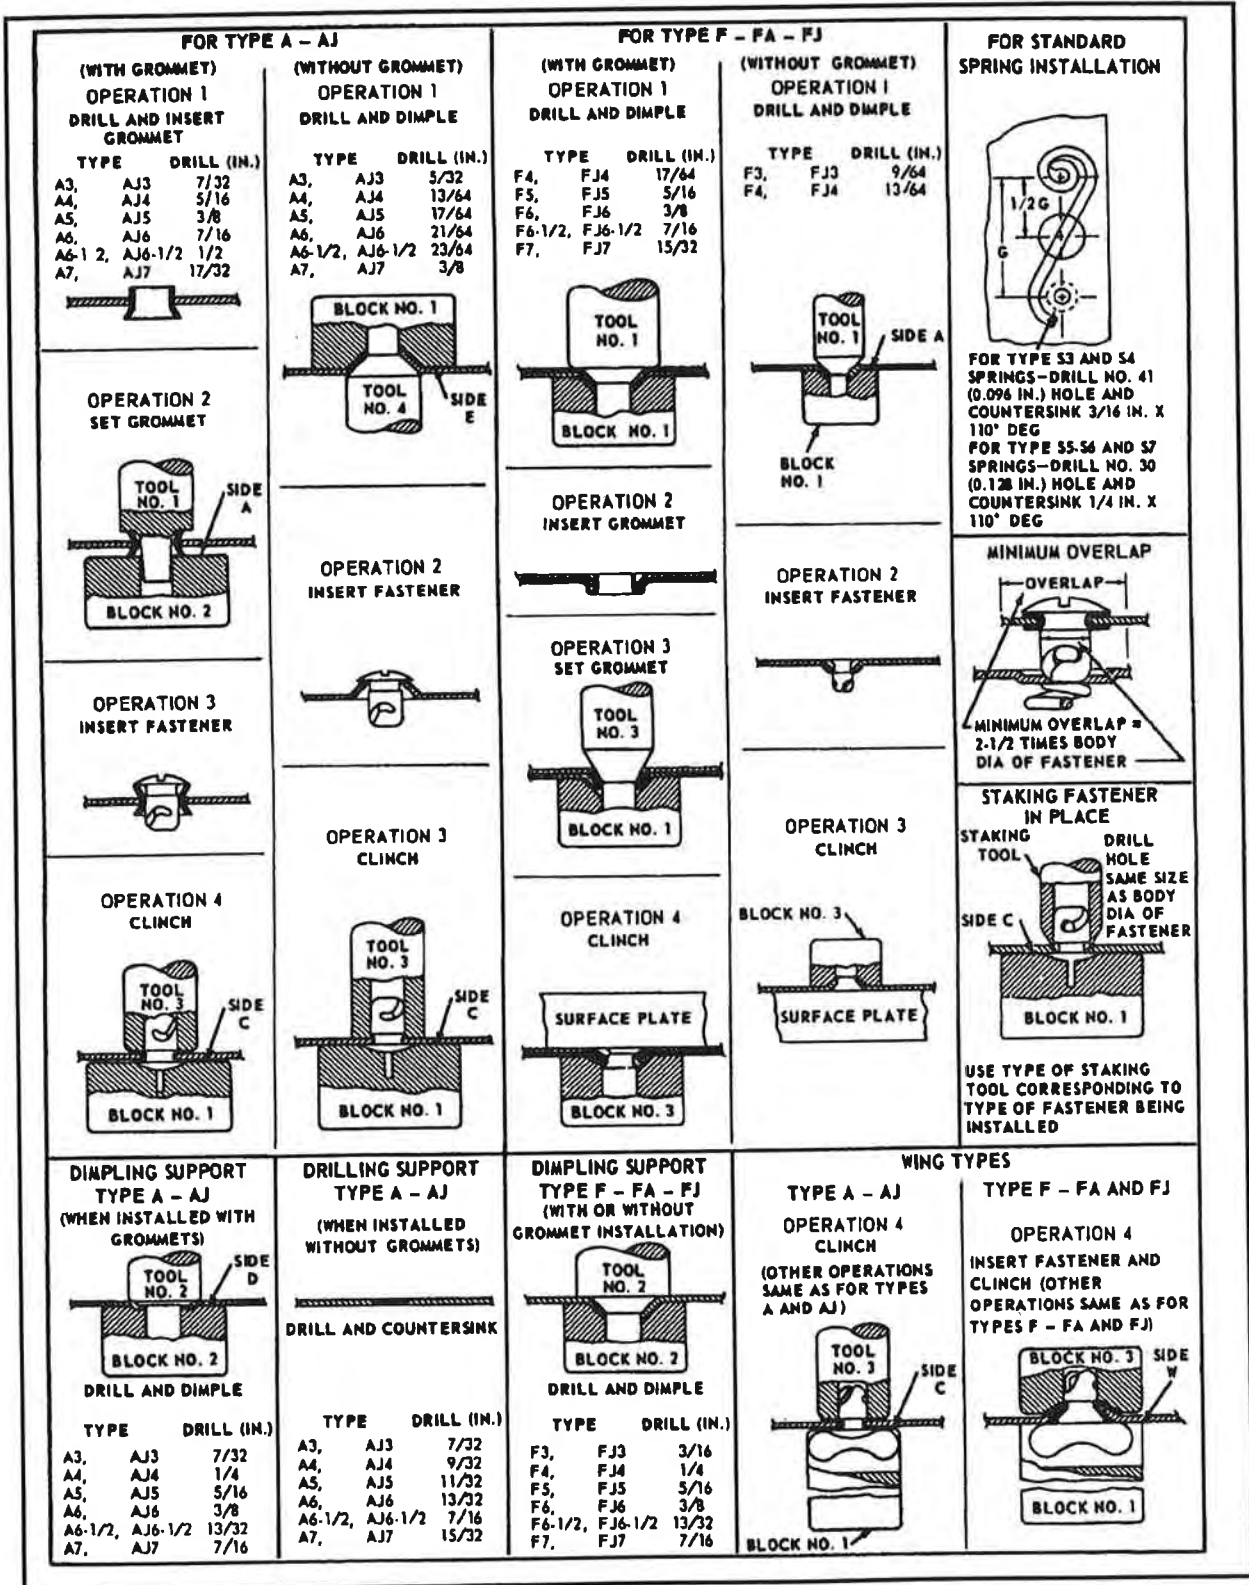 FOR TYPE A - AJ
(WITH GROMMET)
OPERATION 1
DRILL AND INSERT
GROMMET
TYPE DRILL (IN.)
A3, AJ3 7/32
A4, AJ4 5/16
A5, AJ5 3/8
A6, AJ6 7/16
A6-1 2, AJ6-1/2 1/2
A7, AJ7 17/32
OPERATION 2
SET GROMMET
TOOL
NO. 1
SIDE
A
BLOCK NO. 2
OPERATION 3
INSERT FASTENER
OPERATION 4
CLINCH
TOOL
NO. 3
SIDE
C
BLOCK NO. 1
(WITHOUT GROMMET)
OPERATION 1
DRILL AND DIMPLE
TYPE DRILL (IN.)
A3, AJ3 5/32
A4, AJ4 13/64
A5, AJ5 17/64
A6, AJ6 21/64
A6-1/2, AJ6-1/2 23/64
A7, AJ7 3/8
BLOCK NO. 1
TOOL
NO. 4
SIDE
E
OPERATION 2
INSERT FASTENER
OPERATION 3
CLINCH
TOOL
NO. 3
SIDE
C
BLOCK NO. 1
FOR TYPE F - FA - FJ
(WITH GROMMET)
OPERATION 1
DRILL AND DIMPLE
TYPE DRILL (IN.)
F4, FJ4 17/64
F5, FJ5 5/16
F6, FJ6 3/8
F6-1/2, FJ6-1/2 7/16
F7, FJ7 15/32
TOOL
NO. 1
BLOCK NO. 1
OPERATION 2
INSERT GROMMET
OPERATION 3
SET GROMMET
TOOL
NO. 3
BLOCK NO. 1
OPERATION 4
CLINCH
SURFACE PLATE
BLOCK NO. 3
(WITHOUT GROMMET)
OPERATION 1
DRILL AND DIMPLE
TYPE DRILL (IN.)
F3, FJ3 9/64
F4, FJ4 13/64
TOOL
NO. 1
SIDE A
BLOCK
NO. 1
OPERATION 2
INSERT FASTENER
OPERATION 3
CLINCH
BLOCK NO. 3
SURFACE PLATE
FOR STANDARD
SPRING INSTALLATION
1/2 G
G
FOR TYPE S3 AND S4
SPRINGS-DRILL NO. 41
(0.096 IN.) HOLE AND
COUNTERSINK 3/16 IN. X
110° DEG
FOR TYPE S5-S6 AND S7
SPRINGS-DRILL NO. 30
(0.128 IN.) HOLE AND
COUNTERSINK 1/4 IN. X
110° DEG
MINIMUM OVERLAP
OVERLAP
MINIMUM OVERLAP =
2-1/2 TIMES BODY
DIA OF FASTENER
STAKING FASTENER
IN PLACE
STAKING
TOOL
DRILL
HOLE
SAME SIZE
AS BODY
DIA OF
FASTENER
SIDE C
BLOCK NO. 1
USE TYPE OF STAKING
TOOL CORRESPONDING TO
TYPE OF FASTENER BEING
INSTALLED
DIMPLING SUPPORT
TYPE A - AJ
(WHEN INSTALLED WITH
GROMMETS)
TOOL
NO. 2
SIDE
D
BLOCK NO. 2
DRILL AND DIMPLE
TYPE DRILL (IN.)
A3, AJ3 7/32
A4, AJ4 1/4
A5, AJ5 5/16
A6, AJ6 3/8
A6-1/2, AJ6-1/2 13/32
A7, AJ7 7/16
DRILLING SUPPORT
TYPE A - AJ
(WHEN INSTALLED
WITHOUT GROMMETS)
DRILL AND COUNTERSINK
TYPE DRILL (IN.)
A3, AJ3 7/32
A4, AJ4 9/32
A5, AJ5 11/32
A6, AJ6 13/32
A6-1/2, AJ6-1/2 7/16
A7, AJ7 15/32
DIMPLING SUPPORT
TYPE F - FA - FJ
(WITH OR WITHOUT
GROMMET INSTALLATION)
TOOL
NO. 2
BLOCK NO. 2
DRILL AND DIMPLE
TYPE DRILL (IN.)
F3, FJ3 3/16
F4, FJ4 1/4
F5, FJ5 5/16
F6, FJ6 3/8
F6-1/2, FJ6-1/2 13/32
F7, FJ7 7/16
WING TYPES
TYPE A - AJ
OPERATION 4
CLINCH
(OTHER OPERATIONS
SAME AS FOR TYPES
A AND AJ)
TOOL
NO. 3
SIDE
C
BLOCK NO. 1
TYPE F - FA AND FJ
OPERATION 4
INSERT FASTENER AND
CLINCH (OTHER
OPERATIONS SAME AS FOR
TYPES F - FA AND FJ)
BLOCK NO. 3
SIDE
W
BLOCK NO. 1